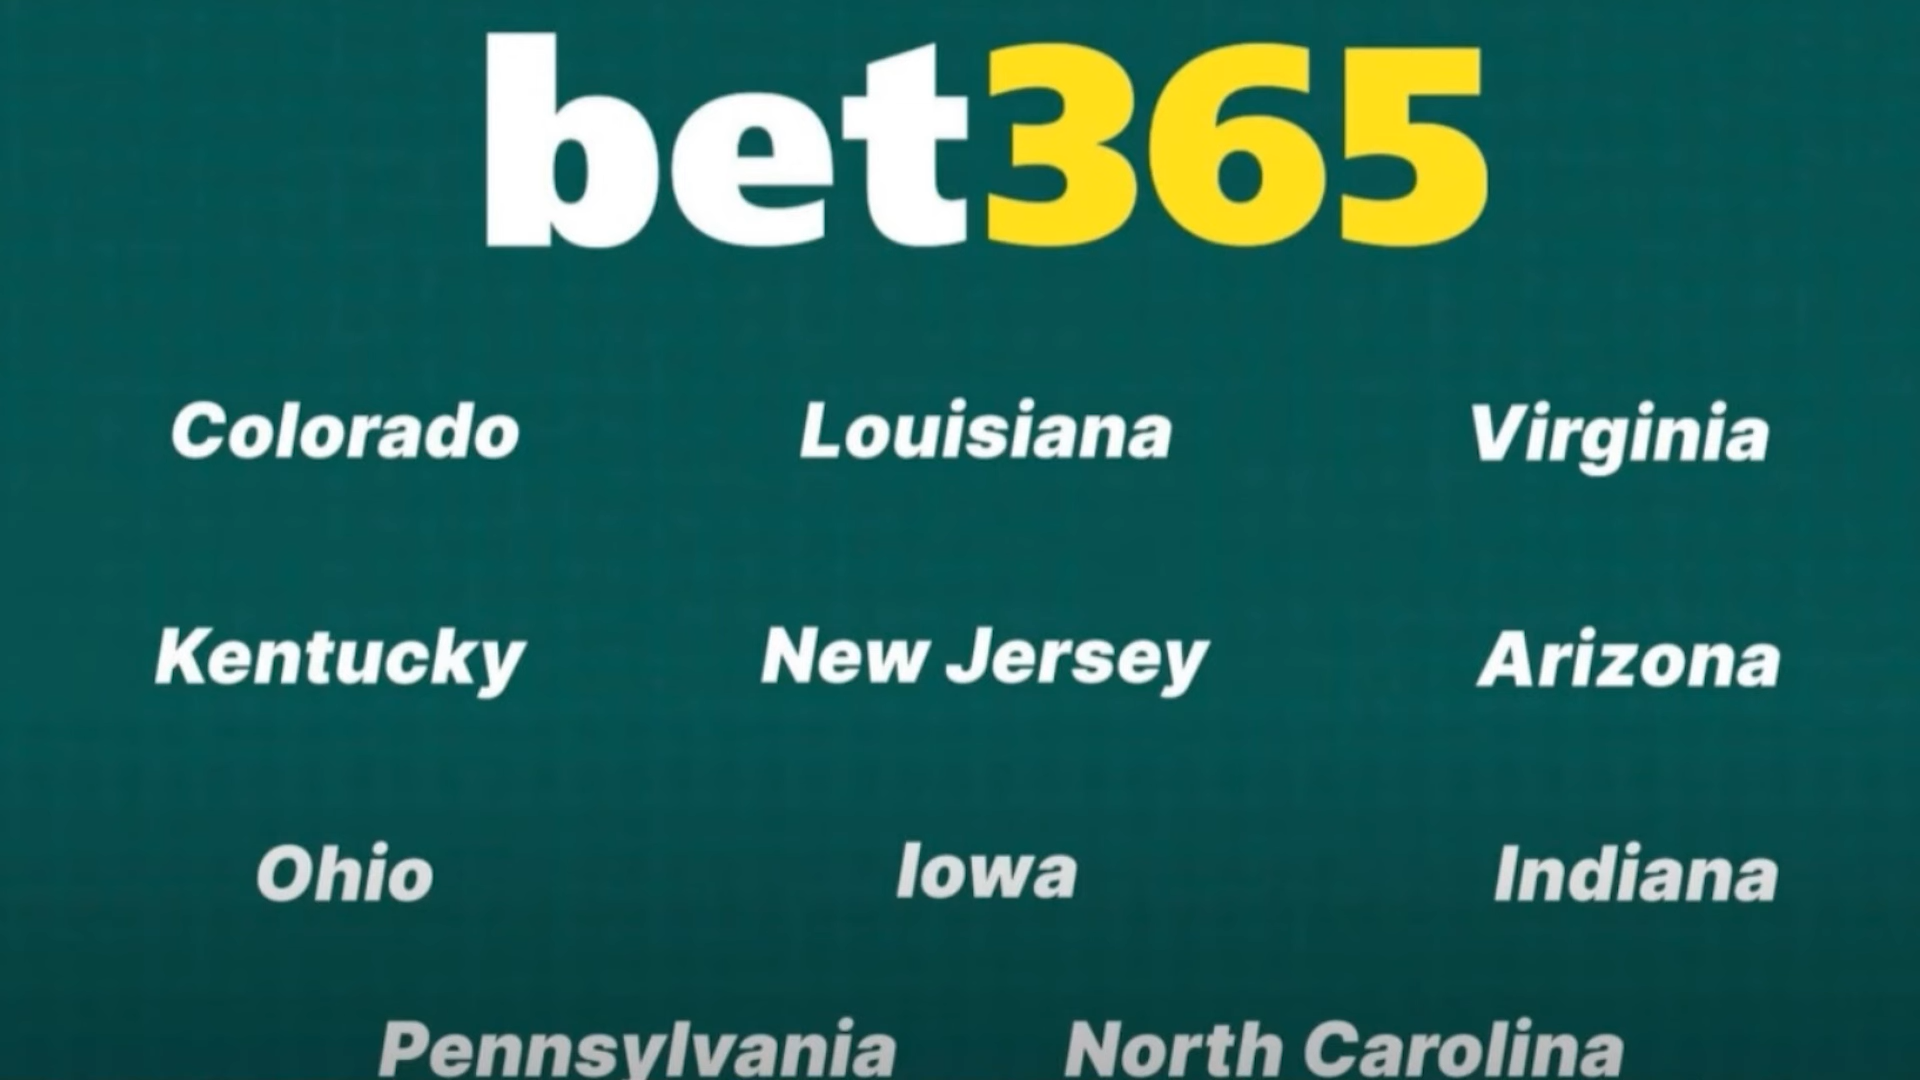 bet365
Colorado Louisiana Virginia
Kentucky New Jersey Arizona
Ohio Iowa Indiana
Pennsylvania North Carolina